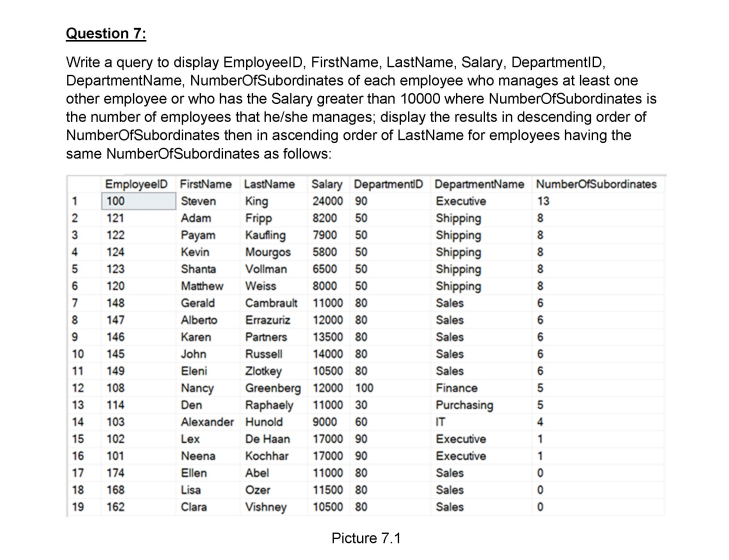 Question 7:
Write a query to display EmployeeID, FirstName, LastName, Salary, DepartmentID,
DepartmentName, NumberOfSubordinates of each employee who manages at least one
other employee or who has the Salary greater than 10000 where NumberOfSubordinates is
the number of employees that he/she manages; display the results in descending order of
NumberOfSubordinates then in ascending order of LastName for employees having the
same NumberOfSubordinates as follows:
EmployeeID FirstName LastName Salary DepartmentID DepartmentName NumberOfSubordinates
1 100 Steven King 24000 90 Executive 13
2 121 Adam Fripp 8200 50 Shipping 8
3 122 Payam Kaufling 7900 50 Shipping 8
4 124 Kevin Mourgos 5800 50 Shipping 8
5 123 Shanta Vollman 6500 50 Shipping 8
6 120 Matthew Weiss 8000 50 Shipping 8
7 148 Gerald Cambrault 11000 80 Sales 6
8 147 Alberto Errazuriz 12000 80 Sales 6
9 146 Karen Partners 13500 80 Sales 6
10 145 John Russell 14000 80 Sales 6
11 149 Eleni Zlotkey 10500 80 Sales 6
12 108 Nancy Greenberg 12000 100 Finance 5
13 114 Den Raphaely 11000 30 Purchasing 5
14 103 Alexander Hunold 9000 60 IT 4
15 102 Lex De Haan 17000 90 Executive 1
16 101 Neena Kochhar 17000 90 Executive 1
17 174 Ellen Abel 11000 80 Sales 0
18 168 Lisa Ozer 11500 80 Sales 0
19 162 Clara Vishney 10500 80 Sales 0
Picture 7.1